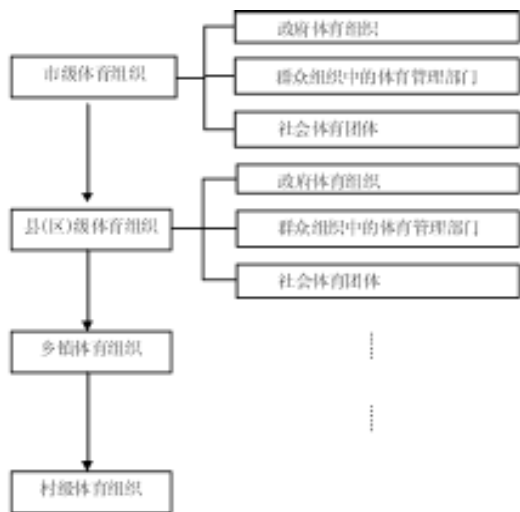 政府体育组织
市级体育组织
群众组织中的体育管理部门
社会体育团体
政府体育组织
县(区)级体育组织
群众组织中的体育管理部门
社会体育团体
乡镇体育组织
村级体育组织